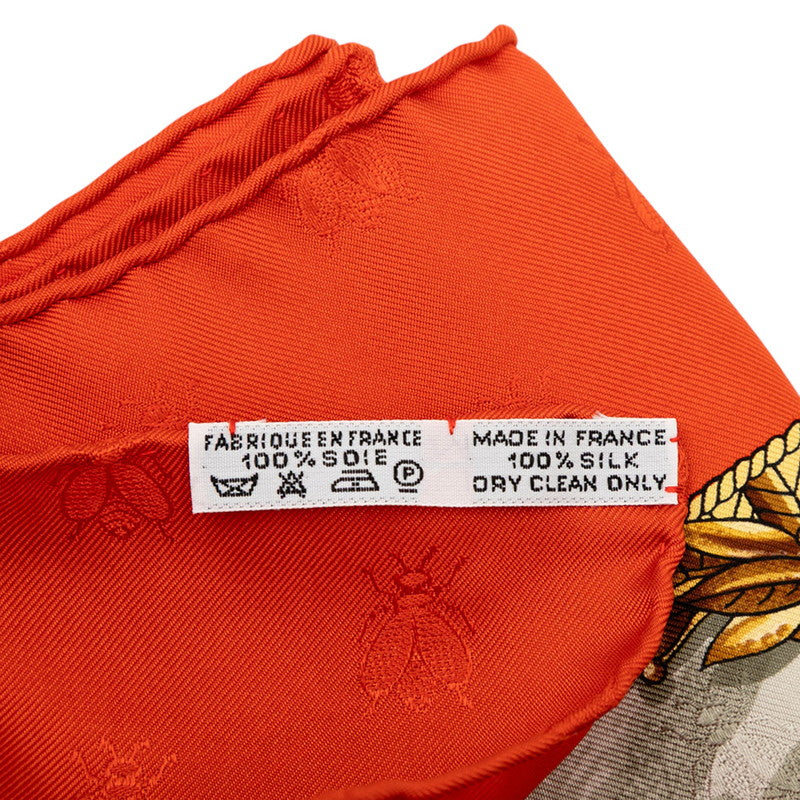 FABRIQUE EN FRANCE
100% SOIE
P
MADE IN FRANCE
100% SILK
DRY CLEAN ONLY